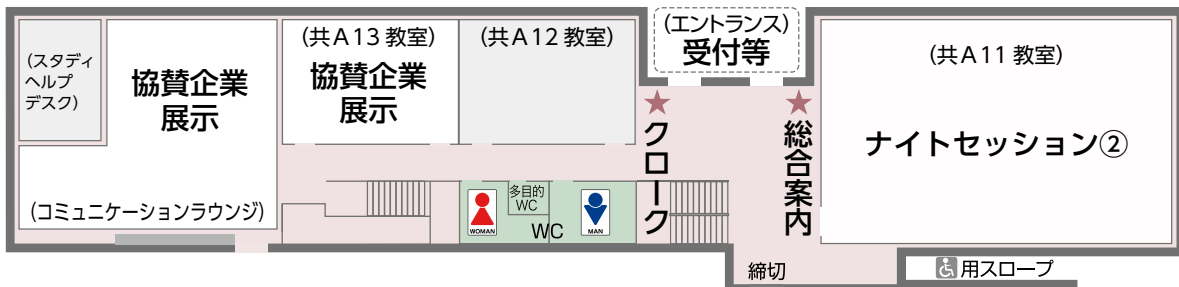 (スタディ
ヘルプ
デスク)
協賛企業
展示
(コミュニケーションラウンジ)
(共A13教室)
協賛企業
展示
(共A12教室)
WOMAN
多目的
WC
WC
MAN
(エントランス)
受付等
★クローク
★総合案内
(共A11教室)
ナイトセッション②
締切
用スロープ